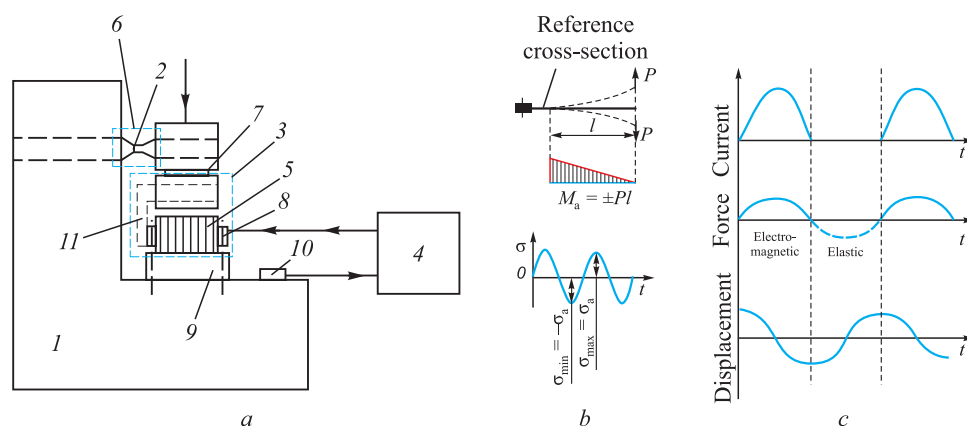 6
2
7
3
5
8
11
10
4
9
1
a
Reference
cross-section
P
l
P
Mₐ = ±Pl
σ
0
t
σmin = –σa
σmax = σa
b
Current
t
Force
t
Electro-
magnetic
Elastic
Displacement
t
c